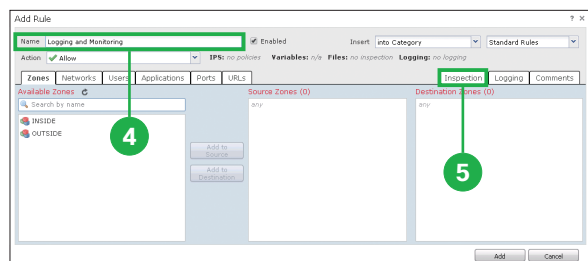 Add Rule ? ×
Name Logging and Monitoring Enabled Insert into Category Standard Rules
Action Allow IPS: no policies Variables: n/a Files: no inspection Logging: no logging
Zones Networks Users Applications Ports URLs Inspection Logging Comments
Available Zones Source Zones (0) Destination Zones (0)
Search by name any any
INSIDE
OUTSIDE
4
Add to
Source
Add to
Destination
5
Add Cancel